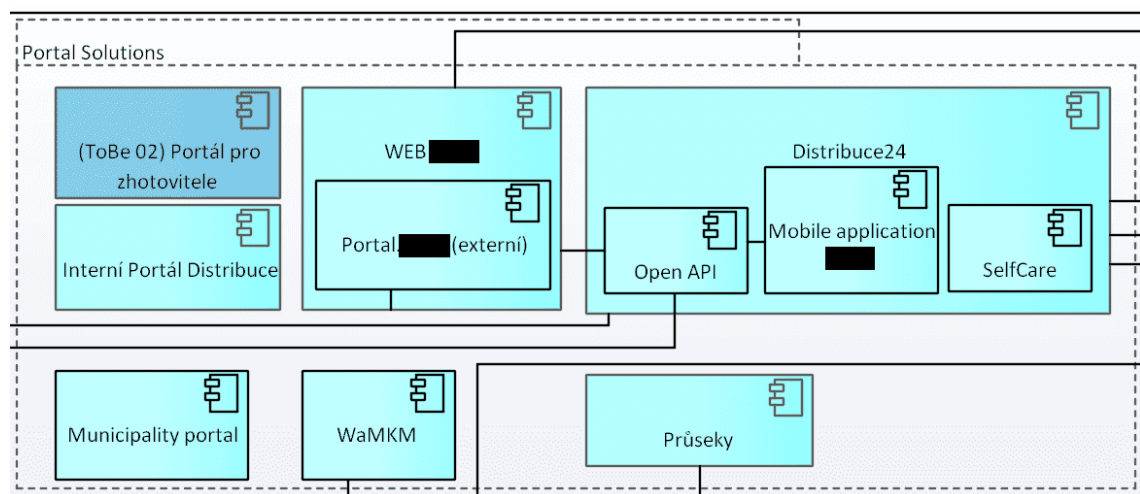 Portal Solutions
(ToBe 02) Portál pro
zhotovitele
WEB
Distribuce24
Portal. (externí)
Mobile application
Interní Portál Distribuce
Open API
SelfCare
Municipality portal
WaMKM
Průseky